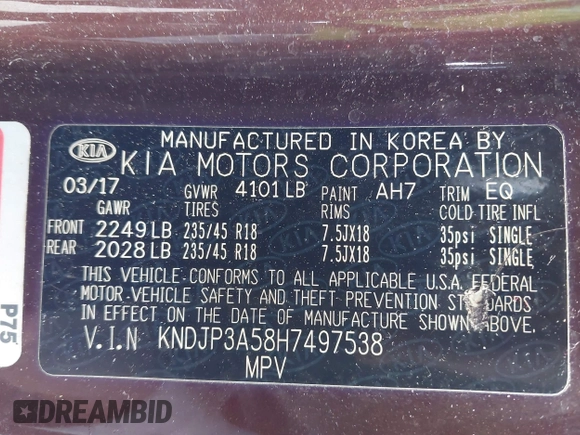 MANUFACTURED IN KOREA BY
KIA KIA MOTORS CORPORATION
03/17 GVWR 4101 LB PAINT AH7 TRIM EQ
GAWR TIRES RIMS COLD TIRE INFL
FRONT 2249 LB 235/45 R18 7.5JX18 35psi SINGLE
REAR 2028 LB 235/45 R18 7.5JX18 35psi SINGLE
THIS VEHICLE CONFORMS TO ALL APPLICABLE U.S.A. FEDERAL
MOTOR-VEHICLE SAFETY AND THEFT PREVENTION STANDARDS
IN EFFECT ON THE DATE OF MANUFACTURE SHOWN ABOVE.
V.I.N KNDJP3A58H7497538
MPV
P75
DREAMBID